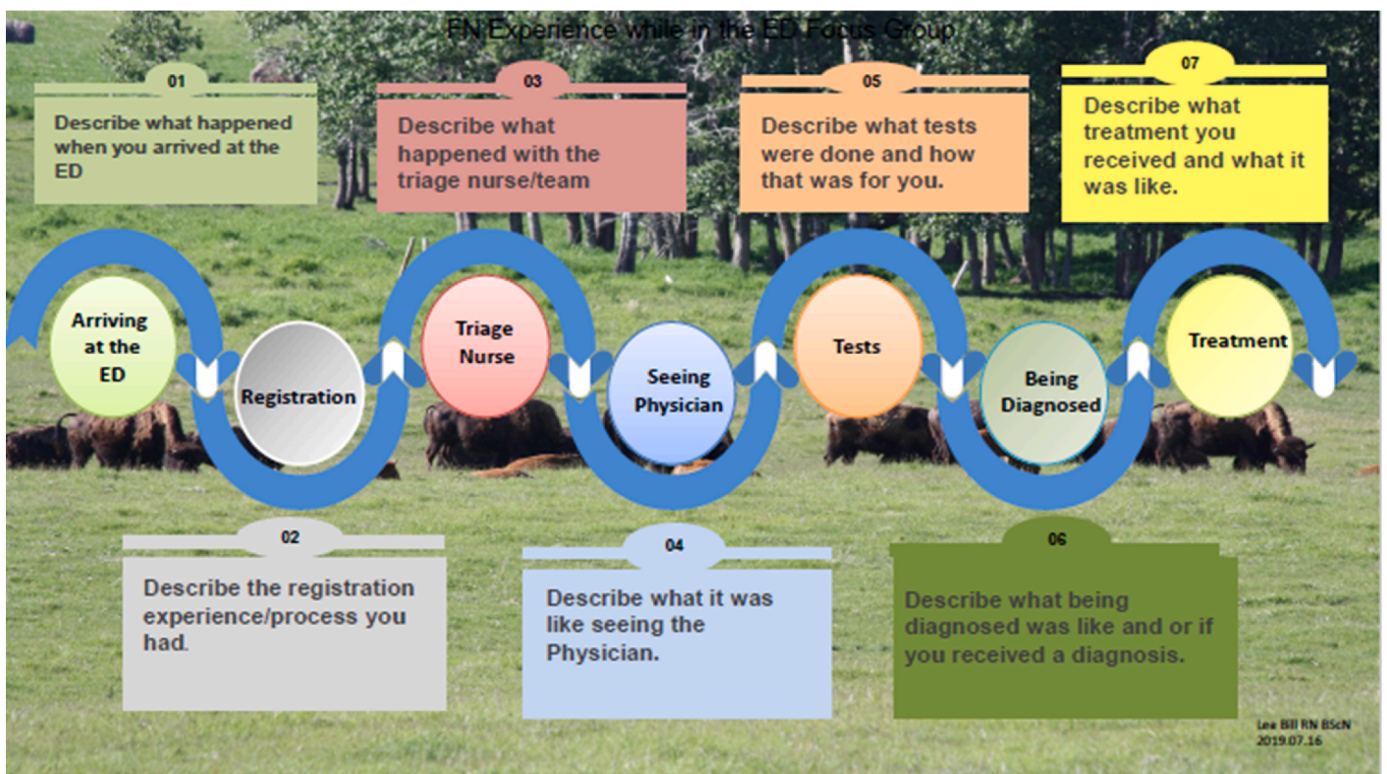 FN Experience while in the ED Focus Group
01
Describe what happened
when you arrived at the
ED
03
Describe what
happened with the
triage nurse/team
05
Describe what tests
were done and how
that was for you.
07
Describe what
treatment you
received and what it
was like.
Arriving
at the
ED
Registration
Triage
Nurse
Seeing
Physician
Tests
Being
Diagnosed
Treatment
02
Describe the registration
experience/process you
had.
04
Describe what it was
like seeing the
Physician.
06
Describe what being
diagnosed was like and or if
you received a diagnosis.
Lea Bill RN BScN
2019.07.16